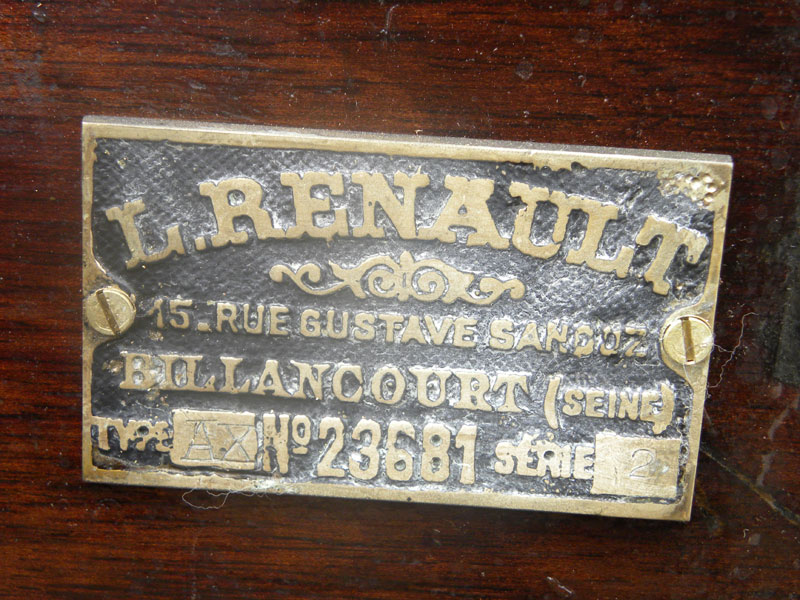 L. RENAULT
15. RUE GUSTAVE SANDOZ
BILLANCOURT (SEINE)
TYPE AX No 23681 SÉRIE 2